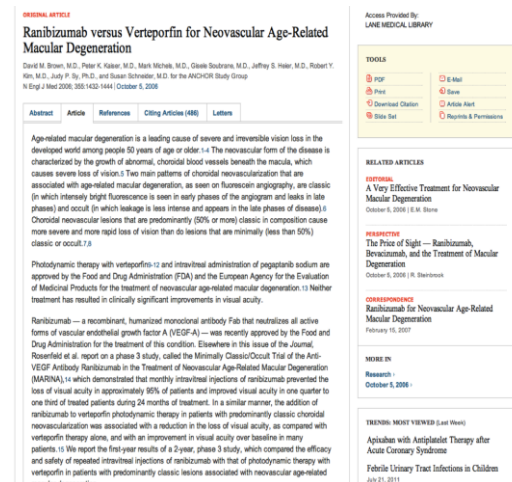 ORIGINAL ARTICLE
Ranibizumab versus Verteporfin for Neovascular Age-Related
Macular Degeneration
David M. Brown, M.D., Peter K. Kaiser, M.D., Mark Michels, M.D., Gisele Soubrane, M.D., Jeffrey S. Heier, M.D., Robert Y.
Kim, M.D., Judy P. Sy, Ph.D., and Susan Schneider, M.D. for the ANCHOR Study Group
N Engl J Med 2006; 355:1432-1444 | October 5, 2006
Abstract Article References Citing Articles (486) Letters
Age-related macular degeneration is a leading cause of severe and irreversible vision loss in the
developed world among people 50 years of age or older.1-4 The neovascular form of the disease is
characterized by the growth of abnormal, choroidal blood vessels beneath the macula, which
causes severe loss of vision.5 Two main patterns of choroidal neovascularization that are
associated with age-related macular degeneration, as seen on fluorescein angiography, are classic
(in which intensely bright fluorescence is seen in early phases of the angiogram and leaks in late
phases) and occult (in which leakage is less intense and appears in the late phases of disease).6
Choroidal neovascular lesions that are predominantly (50% or more) classic in composition cause
more severe and more rapid loss of vision than do lesions that are minimally (less than 50%)
classic or occult.7,8
Photodynamic therapy with verteporfin9-12 and intravitreal administration of pegaptanib sodium are
approved by the Food and Drug Administration (FDA) and the European Agency for the Evaluation
of Medicinal Products for the treatment of neovascular age-related macular degeneration.13 Neither
treatment has resulted in clinically significant improvements in visual acuity.
Ranibizumab — a recombinant, humanized monoclonal antibody Fab that neutralizes all active
forms of vascular endothelial growth factor A (VEGF-A) — was recently approved by the Food and
Drug Administration for the treatment of this condition. Elsewhere in this issue of the Journal,
Rosenfeld et al. report on a phase 3 study, called the Minimally Classic/Occult Trial of the Anti-
VEGF Antibody Ranibizumab in the Treatment of Neovascular Age-Related Macular Degeneration
(MARINA),14 which demonstrated that monthly intravitreal injections of ranibizumab prevented the
loss of visual acuity in approximately 95% of patients and improved visual acuity in one quarter to
one third of treated patients during 24 months of treatment. In a similar manner, the addition of
ranibizumab to verteporfin photodynamic therapy in patients with predominantly classic choroidal
neovascularization was associated with a reduction in the loss of visual acuity, as compared with
verteporfin therapy alone, and with an improvement in visual acuity over baseline in many
patients.15 We report the first-year results of a 2-year, phase 3 study, which compared the efficacy
and safety of repeated intravitreal injections of ranibizumab with that of photodynamic therapy with
verteporfin in patients with predominantly classic lesions associated with neovascular age-related
Access Provided By:
LANE MEDICAL LIBRARY
TOOLS
PDF E-Mail
Print Save
Download Citation Article Alert
Slide Set Reprints & Permissions
RELATED ARTICLES
EDITORIAL
A Very Effective Treatment for Neovascular
Macular Degeneration
October 5, 2006 | E.M. Stone
PERSPECTIVE
The Price of Sight — Ranibizumab,
Bevacizumab, and the Treatment of Macular
Degeneration
October 5, 2006 | R. Steinbrook
CORRESPONDENCE
Ranibizumab for Neovascular Age-Related
Macular Degeneration
February 15, 2007
MORE IN
Research ›
October 5, 2006 ›
TRENDS: MOST VIEWED (Last Week)
Apixaban with Antiplatelet Therapy after
Acute Coronary Syndrome
Febrile Urinary Tract Infections in Children
July 21, 2011